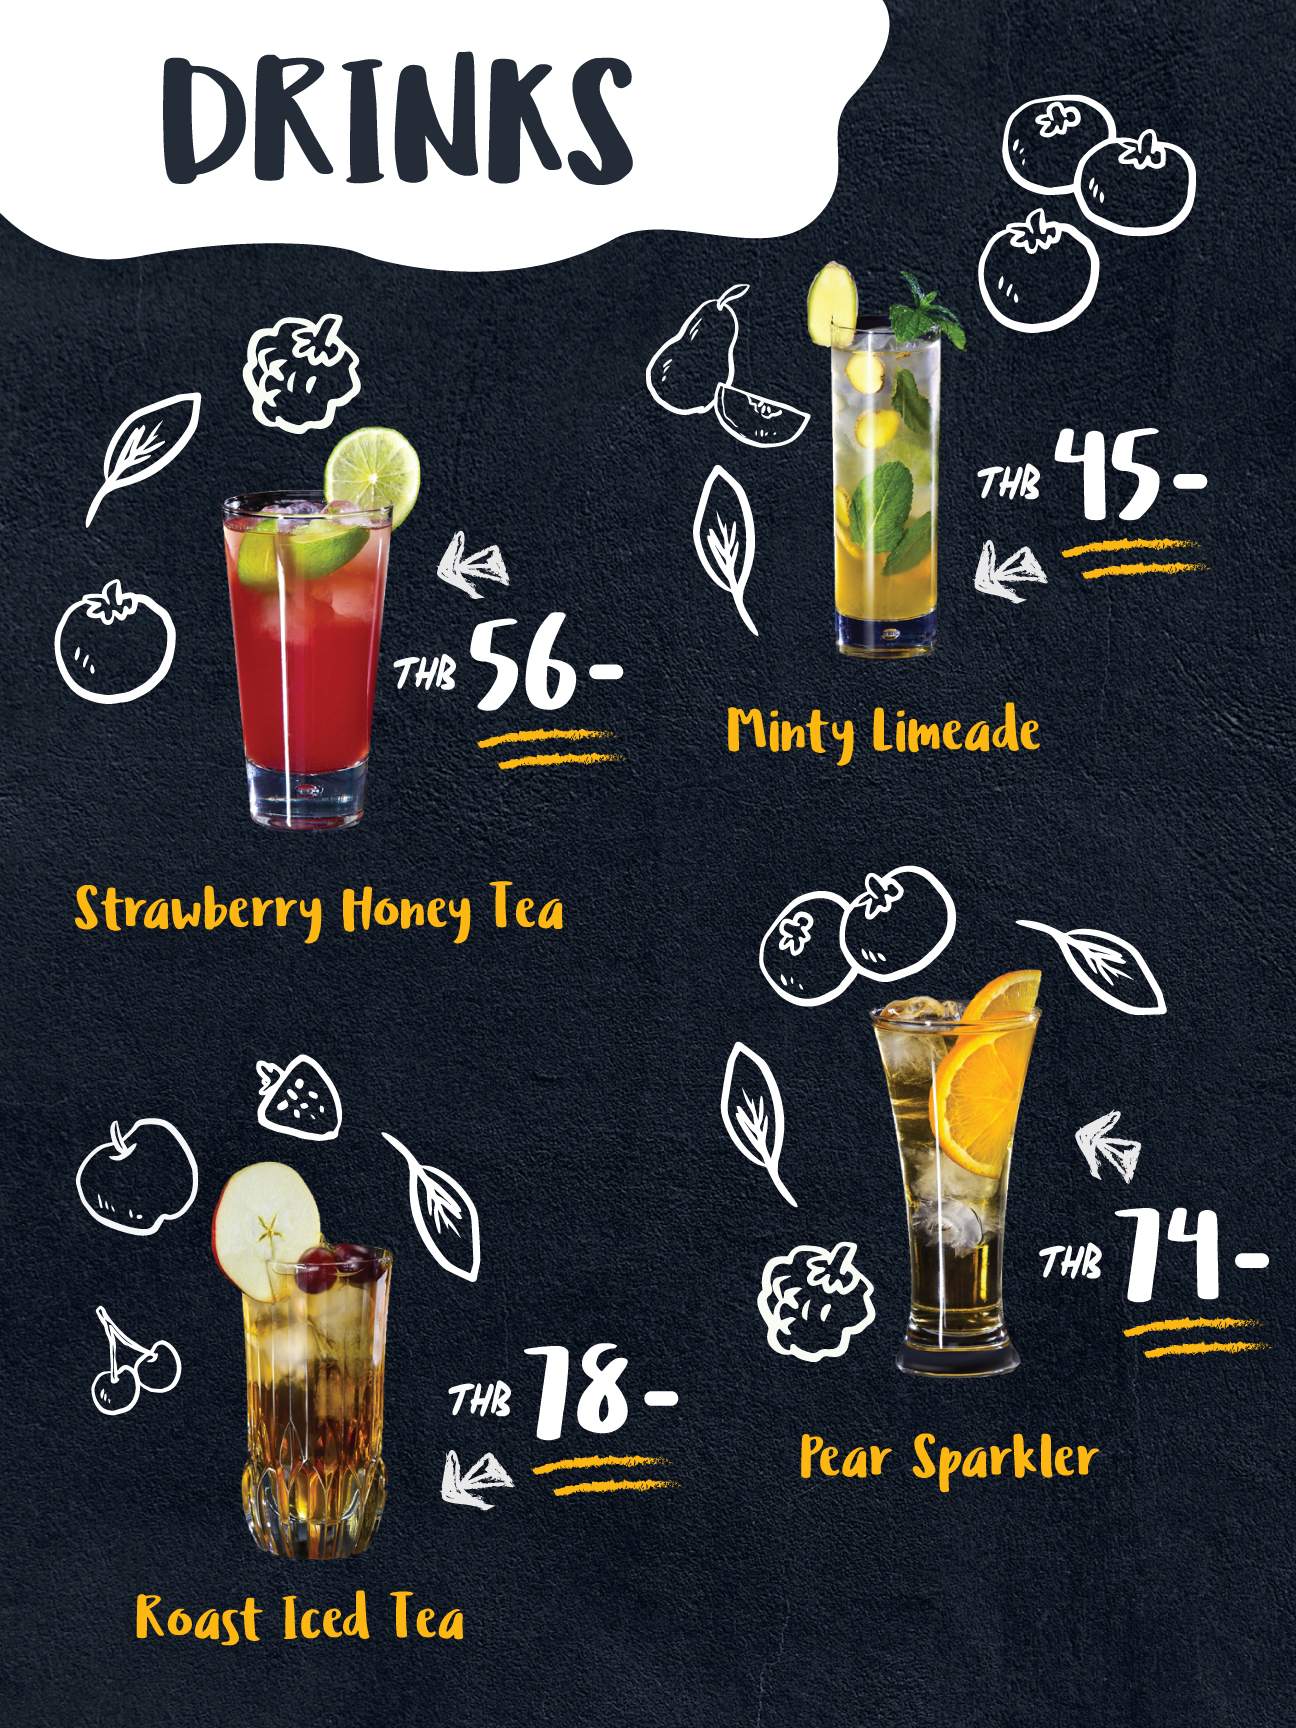 DRINKS
THB 45-
Minty Limeade
THB 56-
Strawberry Honey Tea
THB 74-
Pear Sparkler
THB 78-
Roast Iced Tea